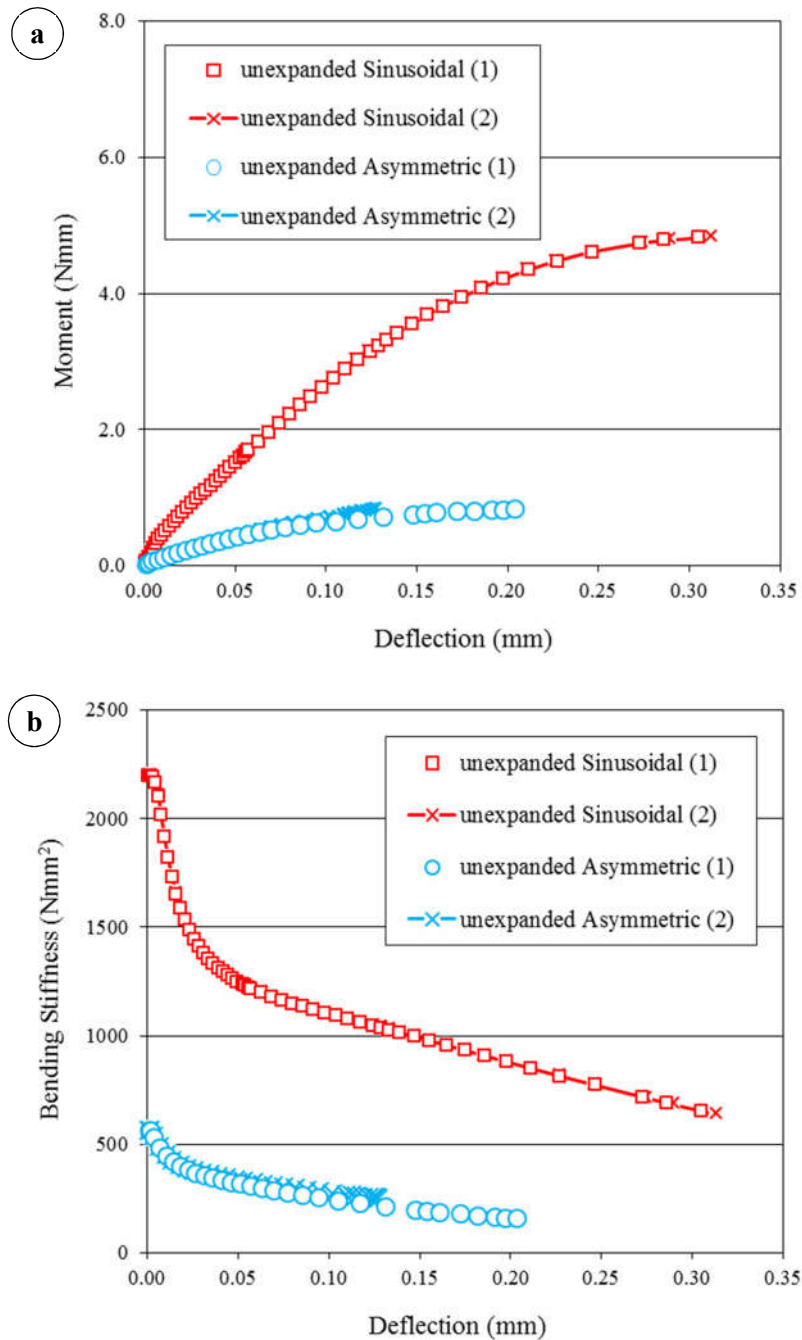 a
8.0
unexpanded Sinusoidal (1)
unexpanded Sinusoidal (2)
unexpanded Asymmetric (1)
unexpanded Asymmetric (2)
6.0
4.0
2.0
0.0
Moment (Nmm)
0.00 0.05 0.10 0.15 0.20 0.25 0.30 0.35
Deflection (mm)
b
2500
unexpanded Sinusoidal (1)
unexpanded Sinusoidal (2)
unexpanded Asymmetric (1)
unexpanded Asymmetric (2)
2000
1500
1000
500
0
Bending Stiffness (Nmm²)
0.00 0.05 0.10 0.15 0.20 0.25 0.30 0.35
Deflection (mm)